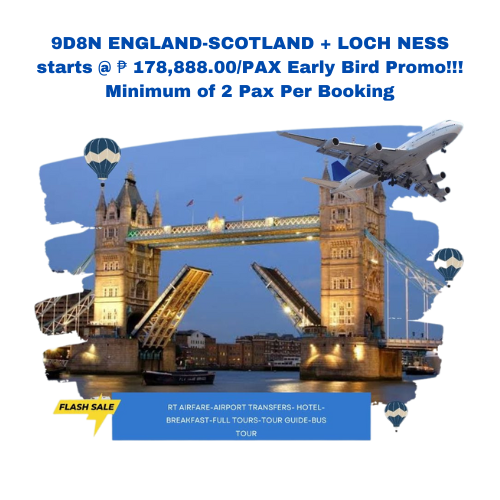 9D8N ENGLAND-SCOTLAND + LOCH NESS
starts @ ₱ 178,888.00/PAX Early Bird Promo!!!
Minimum of 2 Pax Per Booking
FLASH SALE
RT AIRFARE-AIRPORT TRANSFERS- HOTEL-
BREAKFAST-FULL TOURS-TOUR GUIDE-BUS
TOUR